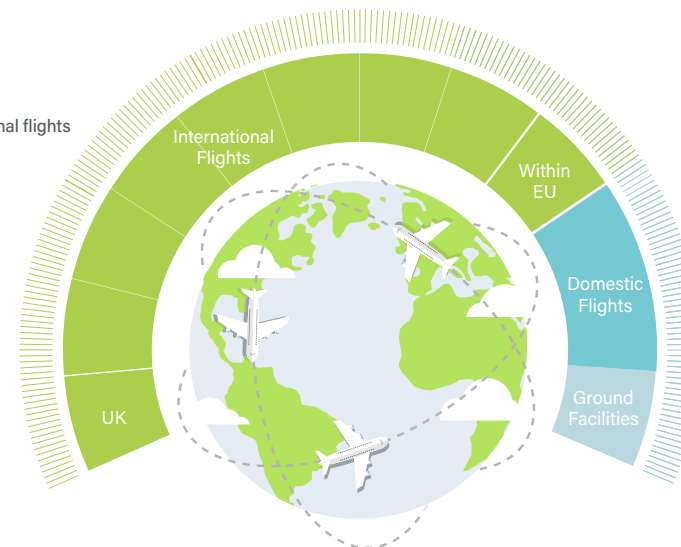 nal flights
International
Flights
Within
EU
Domestic
Flights
Ground
Facilities
UK